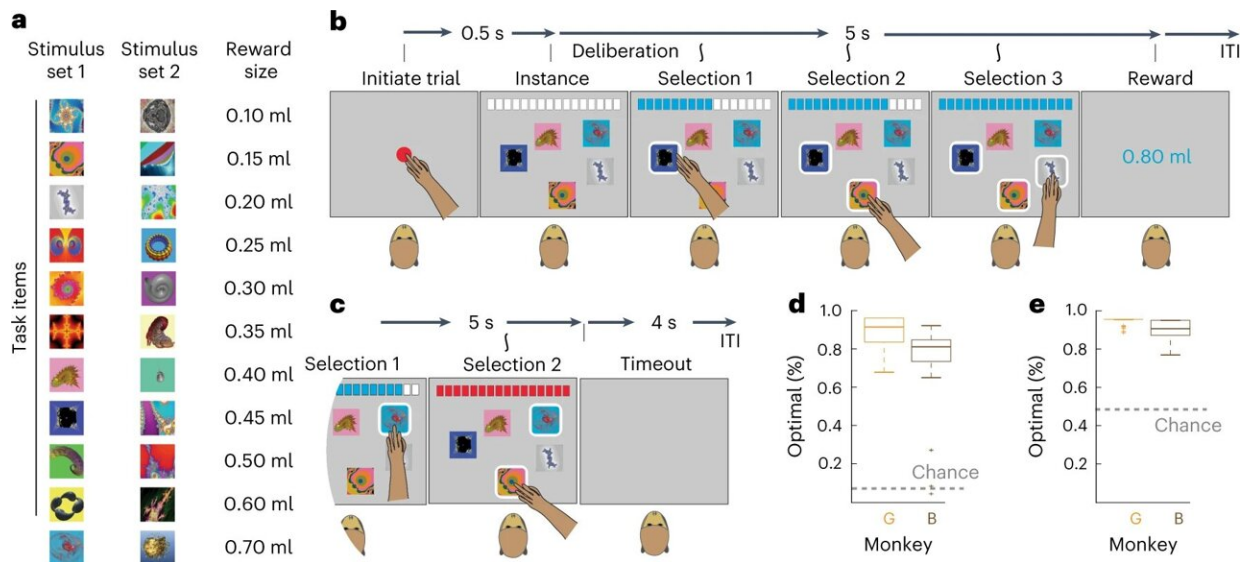 a
Stimulus set 1
Stimulus set 2
Reward size
Task items
0.10 ml
0.15 ml
0.20 ml
0.25 ml
0.30 ml
0.35 ml
0.40 ml
0.45 ml
0.50 ml
0.60 ml
0.70 ml
b
0.5 s
5 s
Deliberation
ITI
Initiate trial
Instance
Selection 1
Selection 2
Selection 3
Reward
0.80 ml
c
5 s
4 s
ITI
Selection 1
Selection 2
Timeout
d
Optimal (%)
1.0
0.8
0.6
0.4
0.2
Chance
G
B
Monkey
e
Optimal (%)
1.0
0.8
0.6
0.4
0.2
Chance
G
B
Monkey